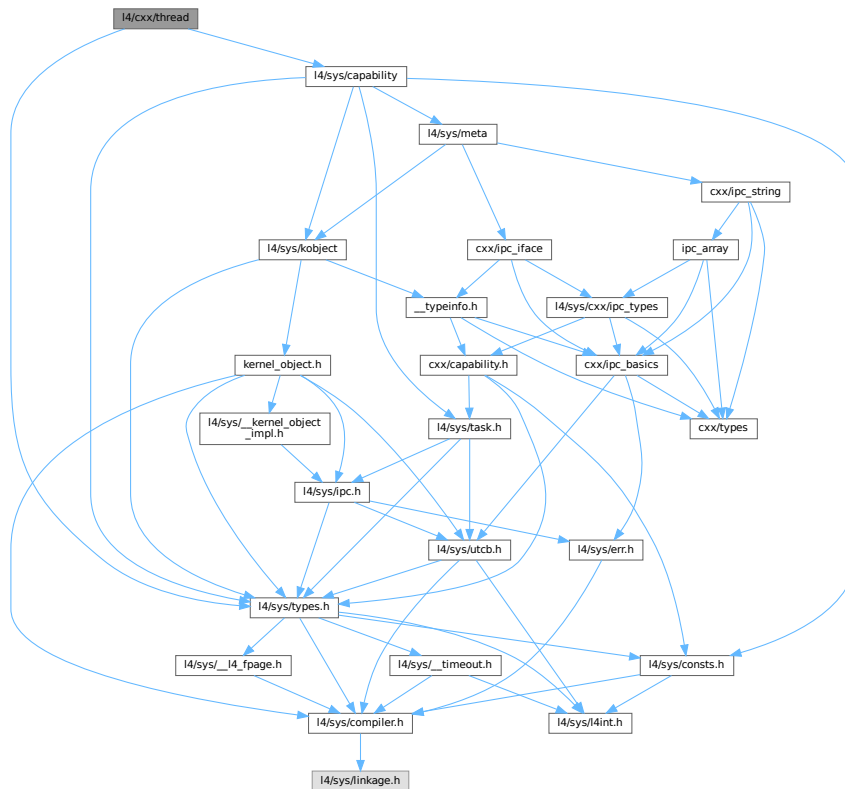 l4/cxx/thread
l4/sys/capability
l4/sys/meta
cxx/ipc_string
l4/sys/kobject
cxx/ipc_iface
ipc_array
__typeinfo.h
l4/sys/cxx/ipc_types
kernel_object.h
cxx/capability.h
cxx/ipc_basics
l4/sys/__kernel_object
_impl.h
l4/sys/task.h
cxx/types
l4/sys/ipc.h
l4/sys/utcb.h
l4/sys/err.h
l4/sys/types.h
l4/sys/__l4_fpage.h
l4/sys/__timeout.h
l4/sys/consts.h
l4/sys/compiler.h
l4/sys/l4int.h
l4/sys/linkage.h